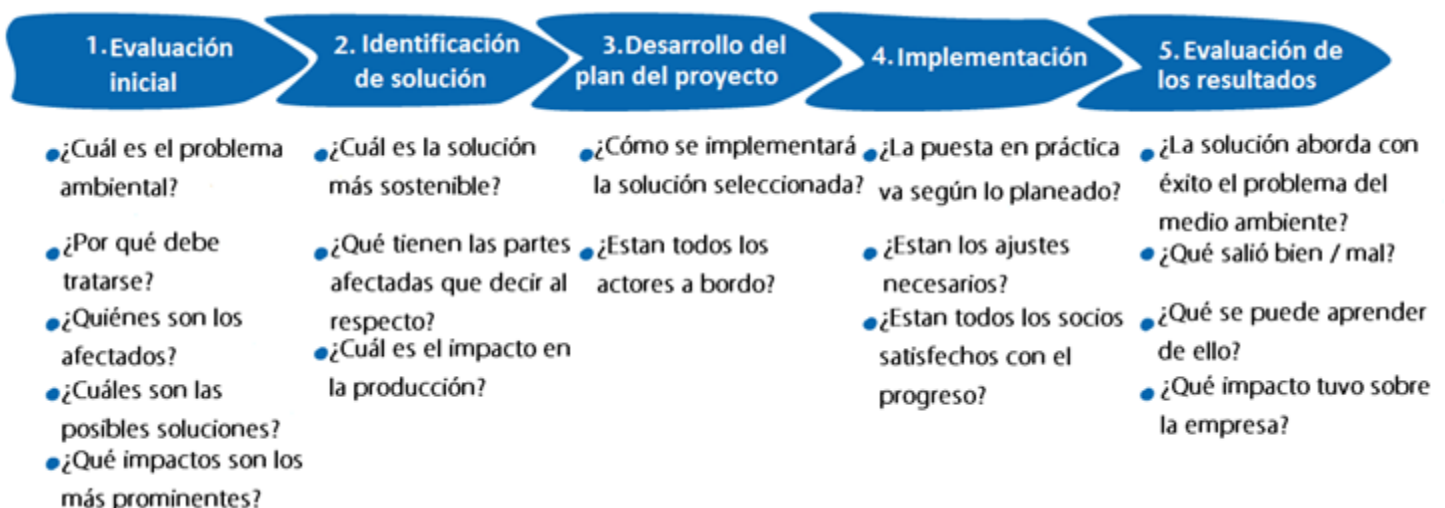 1. Evaluación
inicial
2. Identificación
de solución
3. Desarrollo del
plan del proyecto
4. Implementación
5. Evaluación de
los resultados
¿Cuál es el problema
ambiental?
¿Por qué debe
tratarse?
¿Quiénes son los
afectados?
¿Cuáles son las
posibles soluciones?
¿Qué impactos son los
más prominentes?
¿Cuál es la solución
más sostenible?
¿Qué tienen las partes
afectadas que decir al
respecto?
¿Cuál es el impacto en
la producción?
¿Cómo se implementará
la solución seleccionada?
¿Estan todos los
actores a bordo?
¿La puesta en práctica
va según lo planeado?
¿Estan los ajustes
necesarios?
¿Estan todos los socios
satisfechos con el
progreso?
¿La solución aborda con
éxito el problema del
medio ambiente?
¿Qué salió bien / mal?
¿Qué se puede aprender
de ello?
¿Qué impacto tuvo sobre
la empresa?